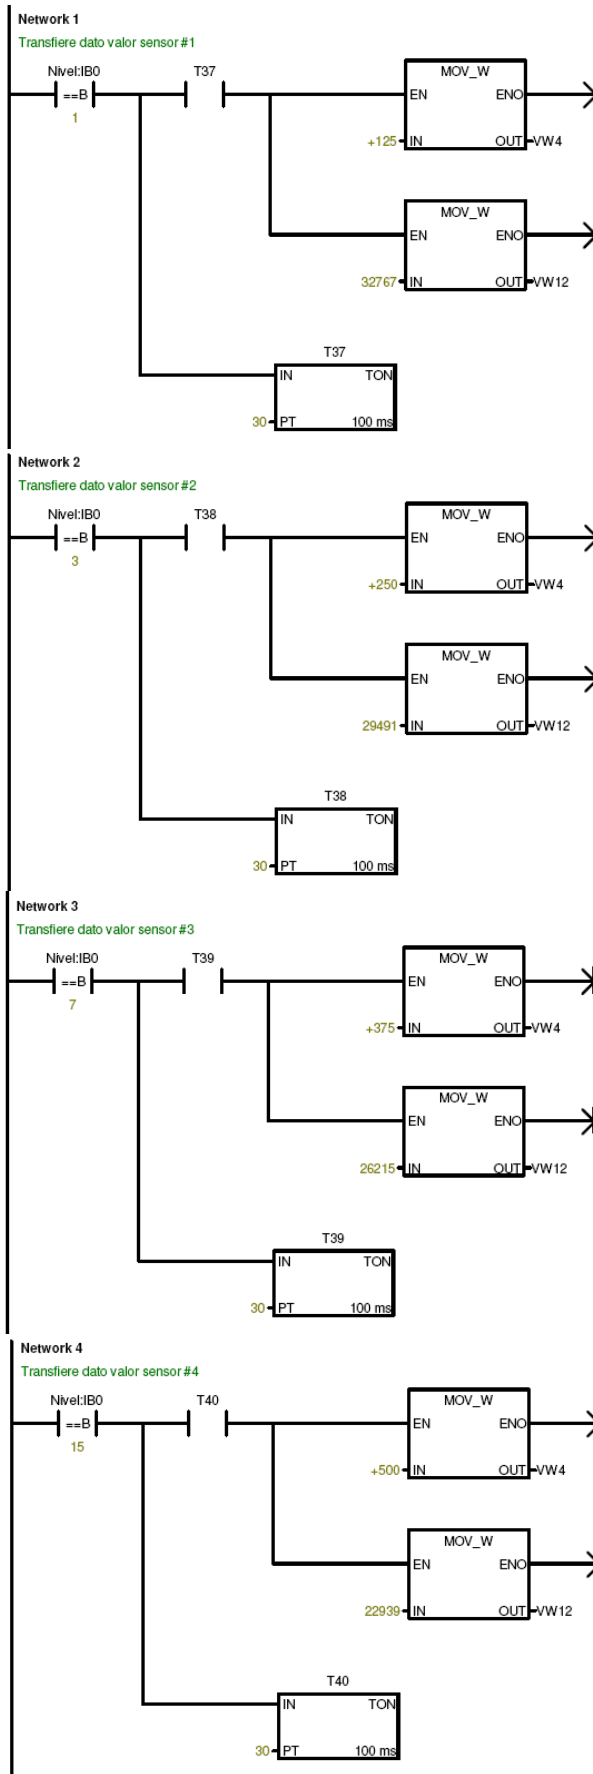 Network 1
Transfiere dato valor sensor #1
Nivel:IB0 T37 MOV_W
==B EN ENO
1
+125 IN OUT VW4
MOV_W
EN ENO
32767 IN OUT VW12
T37
IN TON
30 PT 100 ms
Network 2
Transfiere dato valor sensor #2
Nivel:IB0 T38 MOV_W
==B EN ENO
3
+250 IN OUT VW4
MOV_W
EN ENO
29491 IN OUT VW12
T38
IN TON
30 PT 100 ms
Network 3
Transfiere dato valor sensor #3
Nivel:IB0 T39 MOV_W
==B EN ENO
7
+375 IN OUT VW4
MOV_W
EN ENO
26215 IN OUT VW12
T39
IN TON
30 PT 100 ms
Network 4
Transfiere dato valor sensor #4
Nivel:IB0 T40 MOV_W
==B EN ENO
15
+500 IN OUT VW4
MOV_W
EN ENO
22939 IN OUT VW12
T40
IN TON
30 PT 100 ms